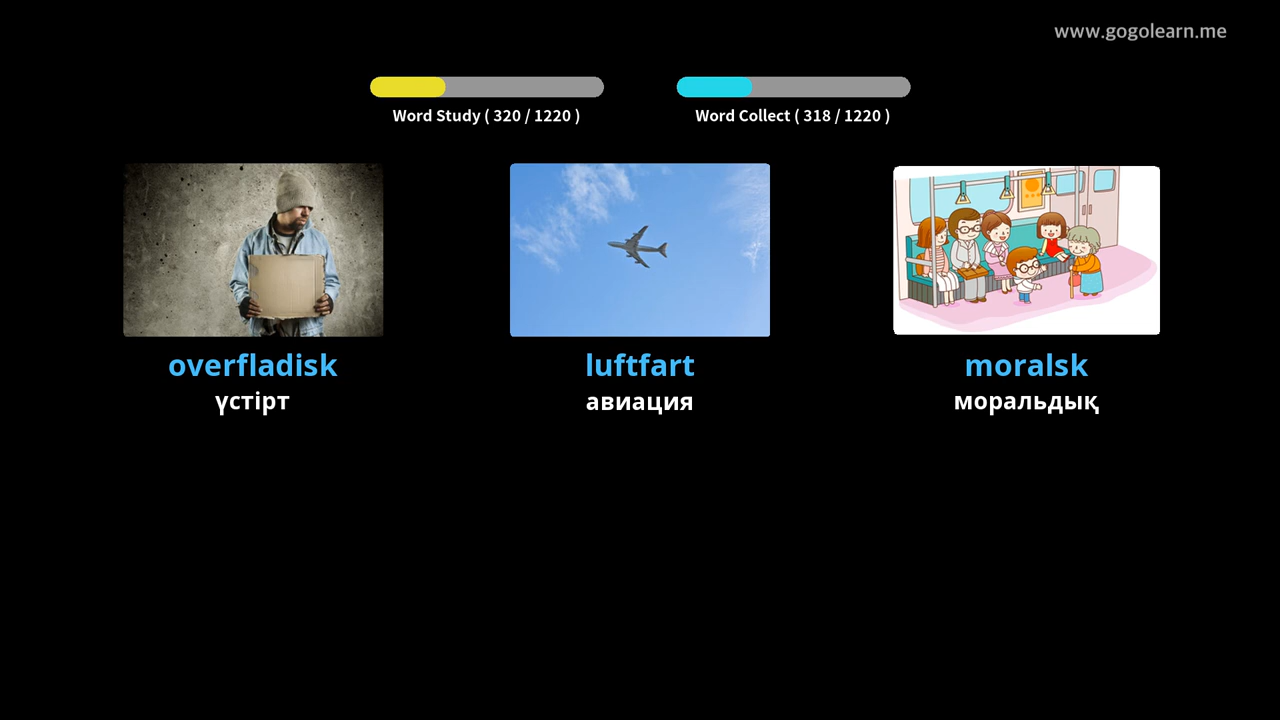 www.gogolearn.me
Word Study ( 320 / 1220 )
Word Collect ( 318 / 1220 )
overfladisk
luftfart
moralsk
үстірт
авиация
моральдық